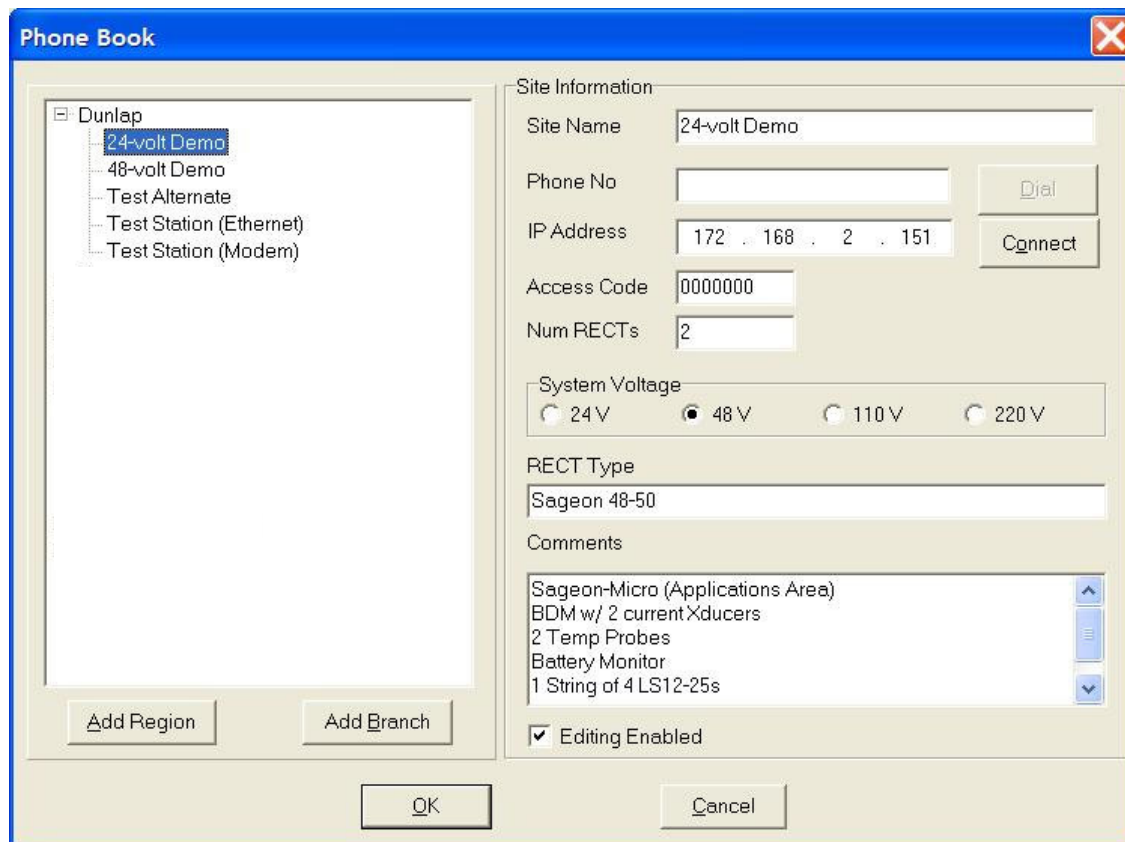 Phone Book
Dunlap
24-volt Demo
48-volt Demo
Test Alternate
Test Station (Ethernet)
Test Station (Modem)
Add Region
Add Branch
Site Information
Site Name
24-volt Demo
Phone No
Dial
IP Address
172 . 168 . 2 . 151
Connect
Access Code
0000000
Num RECTs
2
System Voltage
24 V
48 V
110 V
220 V
RECT Type
Sageon 48-50
Comments
Sageon-Micro (Applications Area)
BDM w/ 2 current Xducers
2 Temp Probes
Battery Monitor
1 String of 4 LS12-25s
Editing Enabled
OK
Cancel